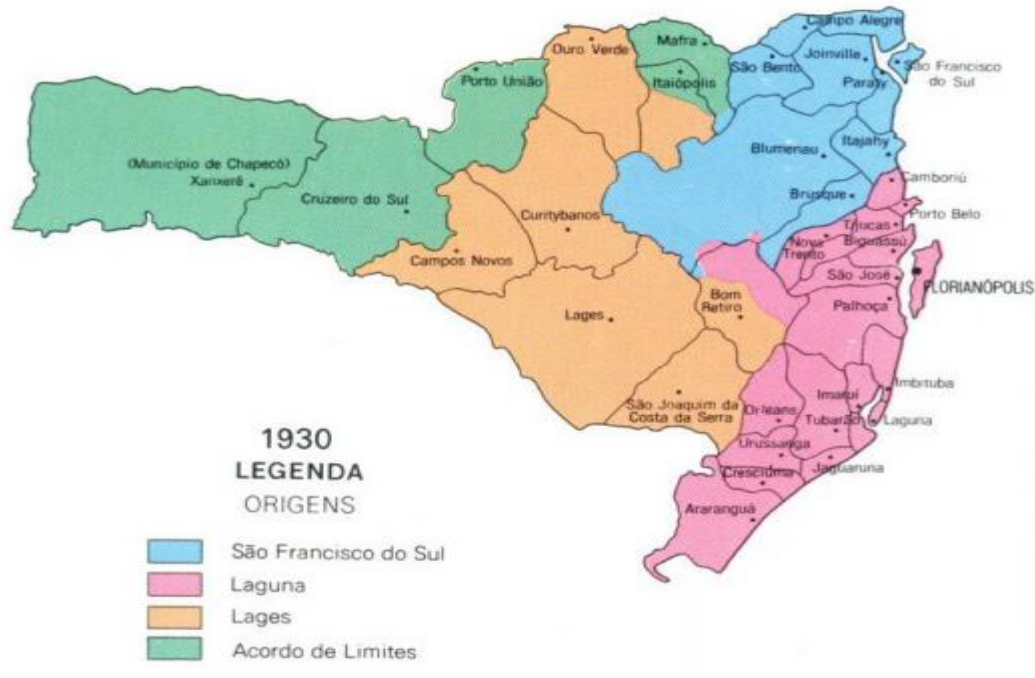 Campo Alegre
Ouro Verde
Mafra
São Bento
Joinville
São Francisco
do Sul
Porto União
Itaiópolis
Paraty
Blumenau
Itajahy
(Município de Chapecó)
Xanxerê
Cruzeiro do Sul
Brusque
Camboriú
Porto Belo
Curitybanos
Tijucas
Nova
Trento
Biguassú
Campos Novos
São José
FLORIANÓPOLIS
Bom
Retiro
Palhoça
Lages
Imbituba
Imaruí
São Joaquim da
Costa da Serra
Orleans
Tubarão
Laguna
Urussanga
Cresciúma
Jaguaruna
Araranguá
1930
LEGENDA
ORIGENS
São Francisco do Sul
Laguna
Lages
Acordo de Limites